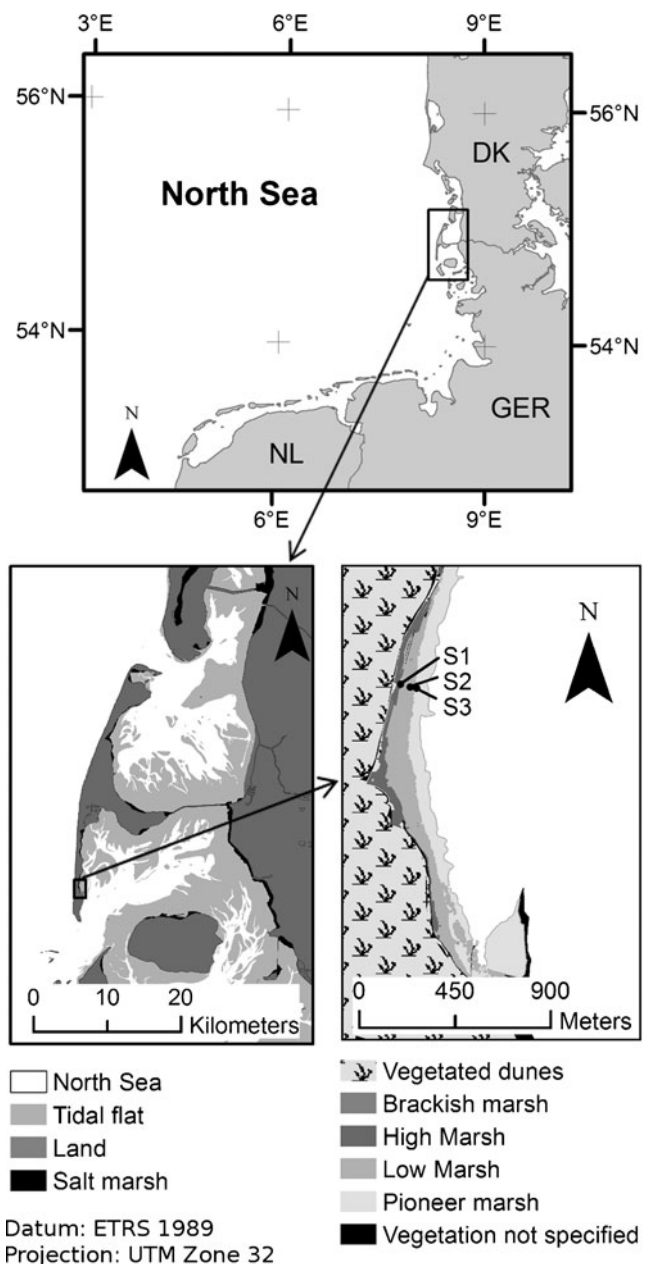 3°E 6°E 9°E
56°N
56°N
DK
North Sea
54°N
54°N
GER
N
NL
6°E 9°E
N
N
S1
S2
S3
0 10 20
Kilometers
0 450 900
Meters
North Sea
Tidal flat
Land
Salt marsh
Vegetated dunes
Brackish marsh
High Marsh
Low Marsh
Pioneer marsh
Vegetation not specified
Datum: ETRS 1989
Projection: UTM Zone 32